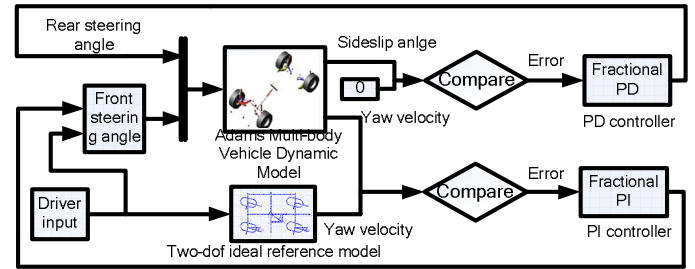 Rear steering
angle
Sideslip anlge
Error
Compare
Fractional
PD
0
Front
steerin
g angle
Yaw velocity
PD controller
Adams Multi-body
Vehicle Dynamic
Model
Error
Compare
Fractional
PI
Driver
input
Yaw velocity
PI controller
Two-dof ideal reference model